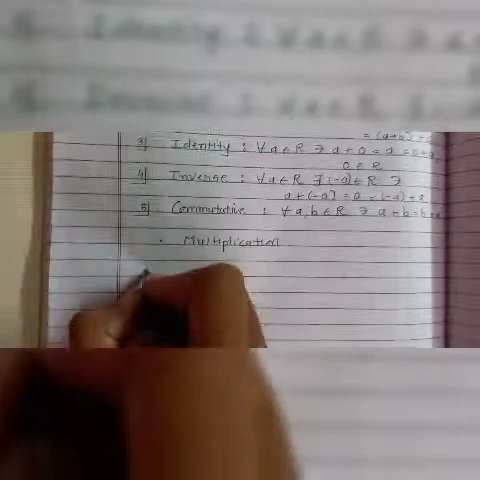 = (a+b) +
3) Identity : ∀ a ∈ R ∋ a + 0 = a = 0 + a
0 ∈ R
4) Inverse : ∀ a ∈ R ∃ (-a) ∈ R ∋
a + (-a) = 0 = (-a) + a
5) Commutative : ∀ a, b ∈ R ∋ a + b = b +
· Multiplication